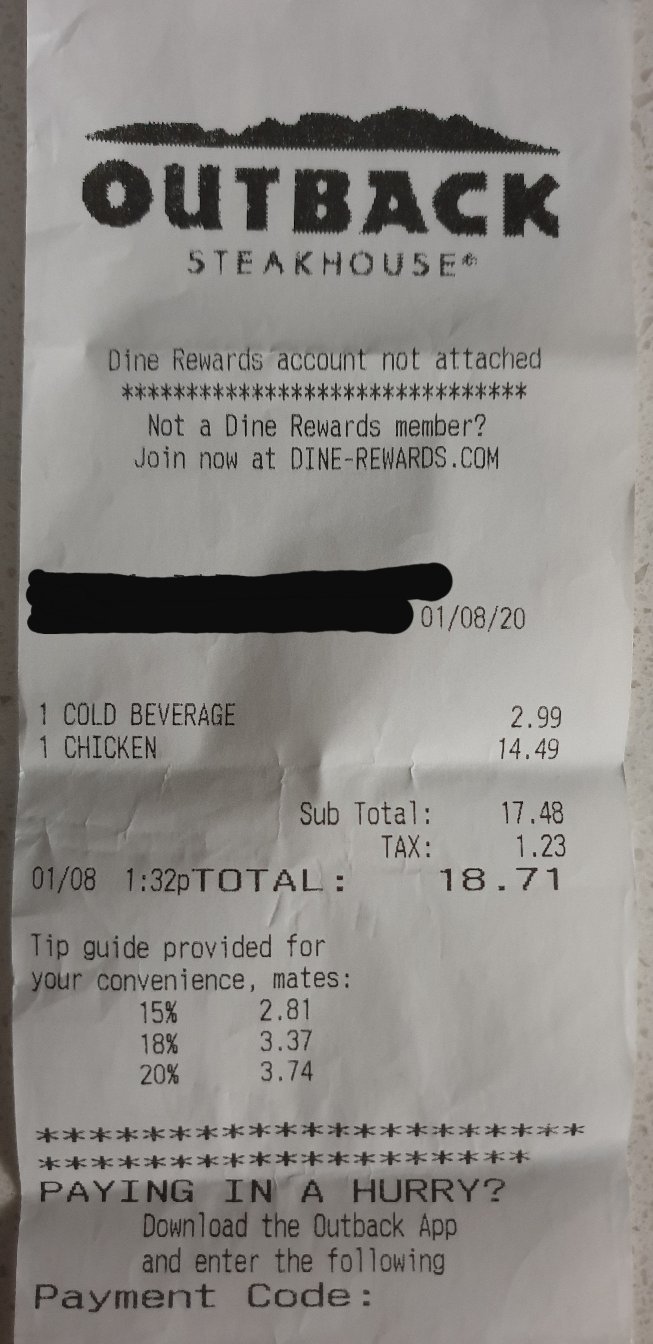 OUTBACK
STEAKHOUSE®
Dine Rewards account not attached
*******************************
Not a Dine Rewards member?
Join now at DINE-REWARDS.COM
01/08/20
1 COLD BEVERAGE 2.99
1 CHICKEN 14.49
Sub Total: 17.48
TAX: 1.23
01/08 1:32pTOTAL: 18.71
Tip guide provided for
your convenience, mates:
15% 2.81
18% 3.37
20% 3.74
*********************
*******************
PAYING IN A HURRY?
Download the Outback App
and enter the following
Payment Code: